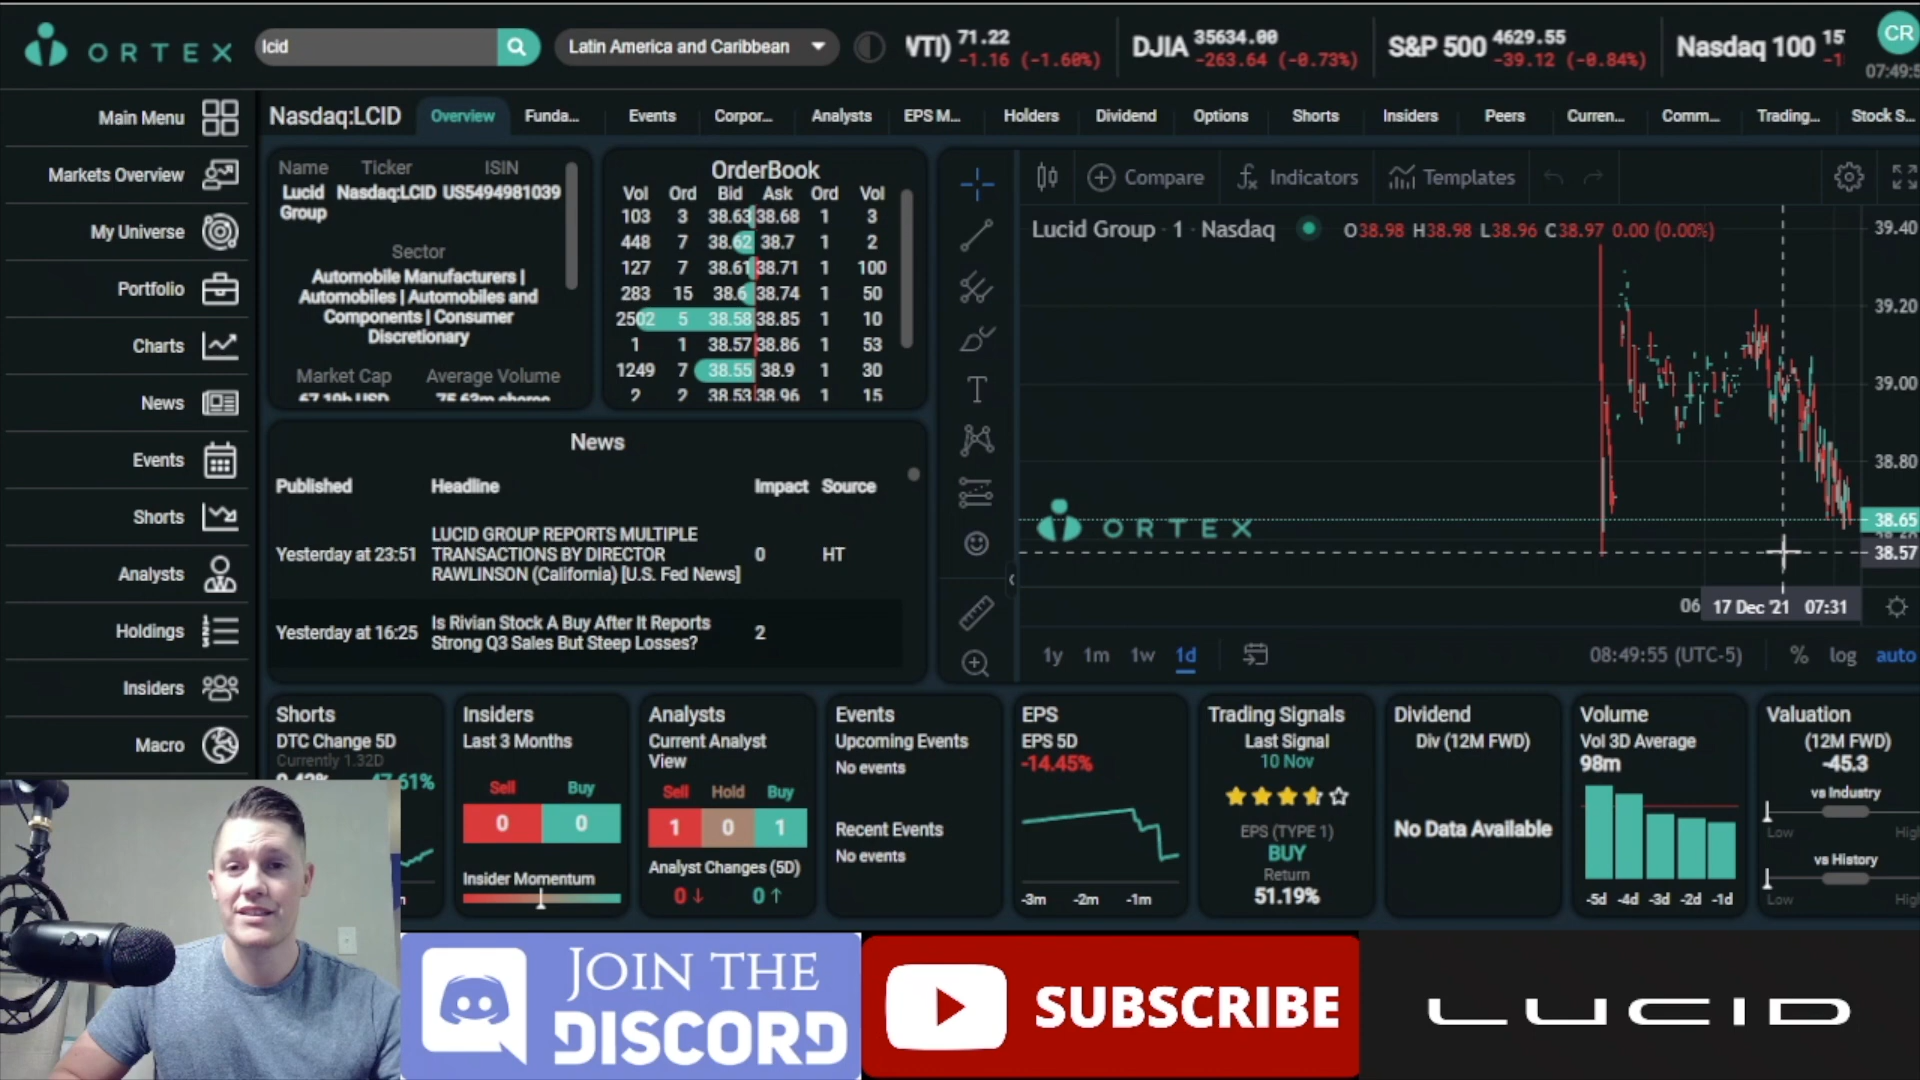 ORTEX
lcid
Latin America and Caribbean
VTI) 71.22 -1.16 (-1.60%)
DJIA 35634.00 -263.64 (-0.73%)
S&P 500 4629.55 -39.12 (-0.84%)
Nasdaq 100
CR
Main Menu
Markets Overview
My Universe
Portfolio
Charts
News
Events
Shorts
Analysts
Holdings
Insiders
Macro
Nasdaq:LCID Overview Funda... Events Corpor... Analysts EPS M... Holders Dividend Options Shorts Insiders Peers Curren... Comm... Trading... Stock S...
Name Ticker ISIN
Lucid Group Nasdaq:LCID US5494981039
Sector
Automobile Manufacturers |
Automobiles | Automobiles and
Components | Consumer
Discretionary
Market Cap Average Volume
OrderBook
Vol Ord Bid Ask Ord Vol
103 3 38.63 38.68 1 3
448 7 38.62 38.7 1 2
127 7 38.61 38.71 1 100
283 15 38.6 38.74 1 50
2502 5 38.58 38.85 1 10
1 1 38.57 38.86 1 53
1249 7 38.55 38.9 1 30
2 2 38.53 38.96 1 15
News
Published Headline Impact Source
Yesterday at 23:51 LUCID GROUP REPORTS MULTIPLE TRANSACTIONS BY DIRECTOR RAWLINSON (California) [U.S. Fed News] 0 HT
Yesterday at 16:25 Is Rivian Stock A Buy After It Reports Strong Q3 Sales But Steep Losses? 2
Compare Indicators Templates
Lucid Group · 1 · Nasdaq O38.98 H38.98 L38.96 C38.97 0.00 (0.00%)
39.40
39.20
39.00
38.80
38.65
38.57
ORTEX
06 17 Dec '21 07:31
1y 1m 1w 1d
08:49:55 (UTC-5) % log auto
Shorts
DTC Change 5D
Currently 1.32D
Insiders
Last 3 Months
Sell Buy
0 0
Insider Momentum
Analysts
Current Analyst
View
Sell Hold Buy
1 0 1
Analyst Changes (5D)
0 ↓ 0 ↑
Events
Upcoming Events
No events
Recent Events
No events
EPS
EPS 5D
-14.45%
-3m -2m -1m
Trading Signals
Last Signal
10 Nov
EPS (TYPE 1)
BUY
Return
51.19%
Dividend
Div (12M FWD)
No Data Available
Volume
Vol 3D Average
98m
-5d -4d -3d -2d -1d
Valuation
(12M FWD)
-45.3
vs Industry
Low
vs History
Low
JOIN THE
DISCORD
SUBSCRIBE
LUCID